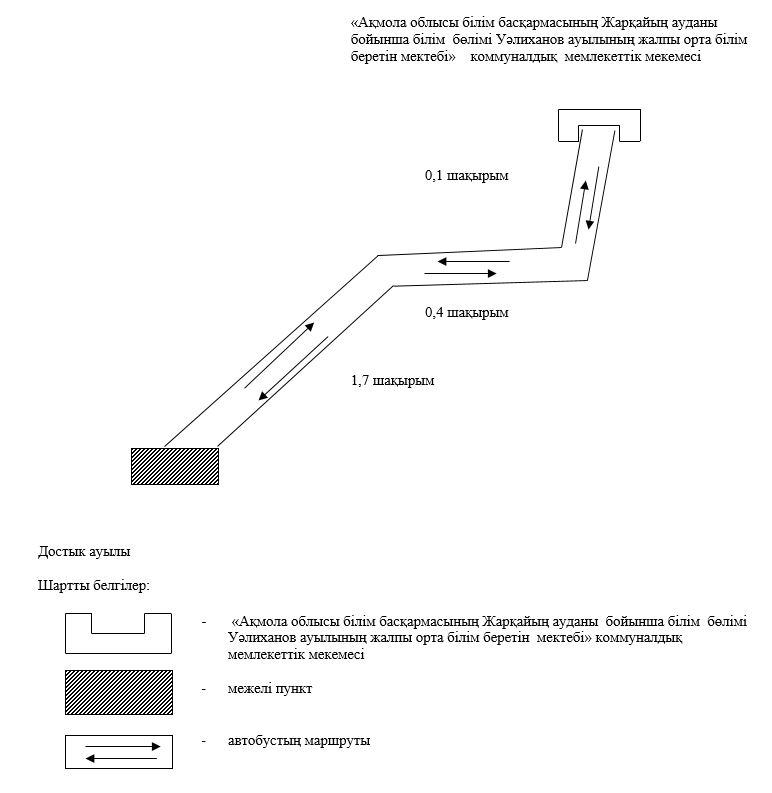 «Ақмола облысы білім басқармасының Жарқайың ауданы
бойынша білім бөлімі Уәлиханов ауылының жалпы орта білім
беретін мектебі» коммуналдық мемлекеттік мекемесі
0,1 шақырым
0,4 шақырым
1,7 шақырым
Достык ауылы
Шартты белгілер:
- «Ақмола облысы білім басқармасының Жарқайың ауданы бойынша білім бөлімі
Уәлиханов ауылының жалпы орта білім беретін мектебі» коммуналдық
мемлекеттік мекемесі
- межелі пункт
- автобустың маршруты